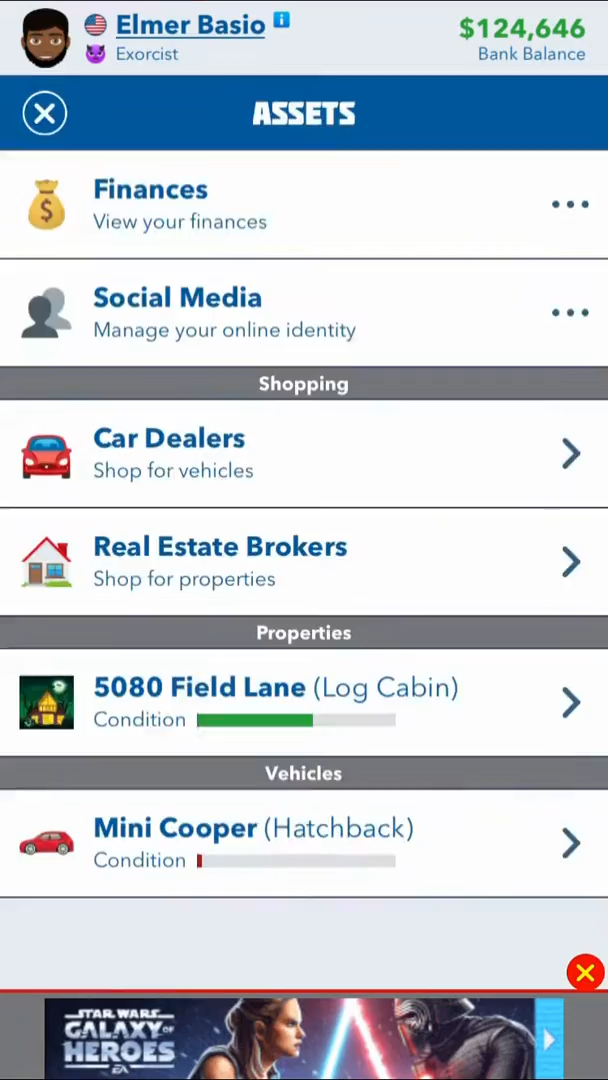 Elmer Basio
$124,646
Exorcist
Bank Balance
ASSETS
Finances
View your finances
Social Media
Manage your online identity
Shopping
Car Dealers
Shop for vehicles
Real Estate Brokers
Shop for properties
Properties
5080 Field Lane (Log Cabin)
Condition
Vehicles
Mini Cooper (Hatchback)
Condition
STAR WARS
GALAXY OF
HEROES
EA